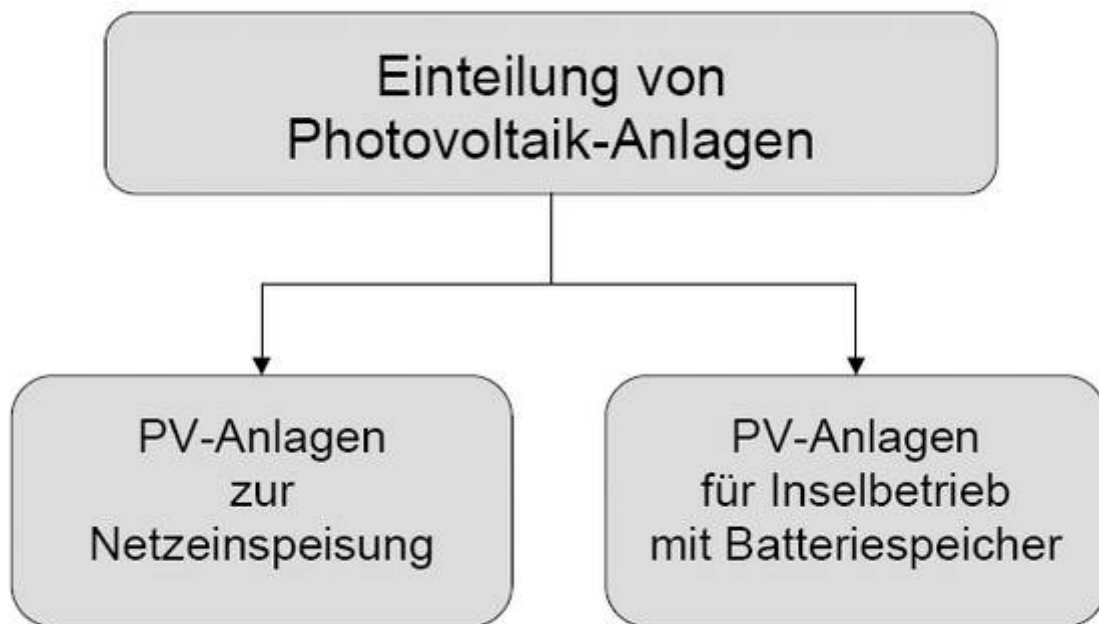 Einteilung von
Photovoltaik-Anlagen
PV-Anlagen
zur
Netzeinspeisung
PV-Anlagen
für Inselbetrieb
mit Batteriespeicher